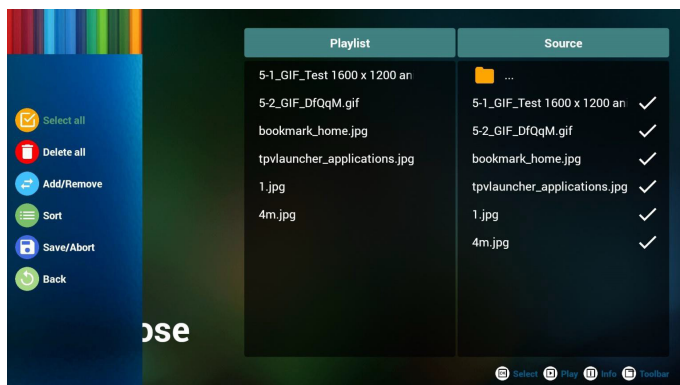 Playlist
Source
5-1_GIF_Test 1600 x 1200 an
5-2_GIF_DfQqM.gif
bookmark_home.jpg
tpvlauncher_applications.jpg
1.jpg
4m.jpg
...
5-1_GIF_Test 1600 x 1200 an
5-2_GIF_DfQqM.gif
bookmark_home.jpg
tpvlauncher_applications.jpg
1.jpg
4m.jpg
Select all
Delete all
Add/Remove
Sort
Save/Abort
Back
ose
Select Play Info Toolbar